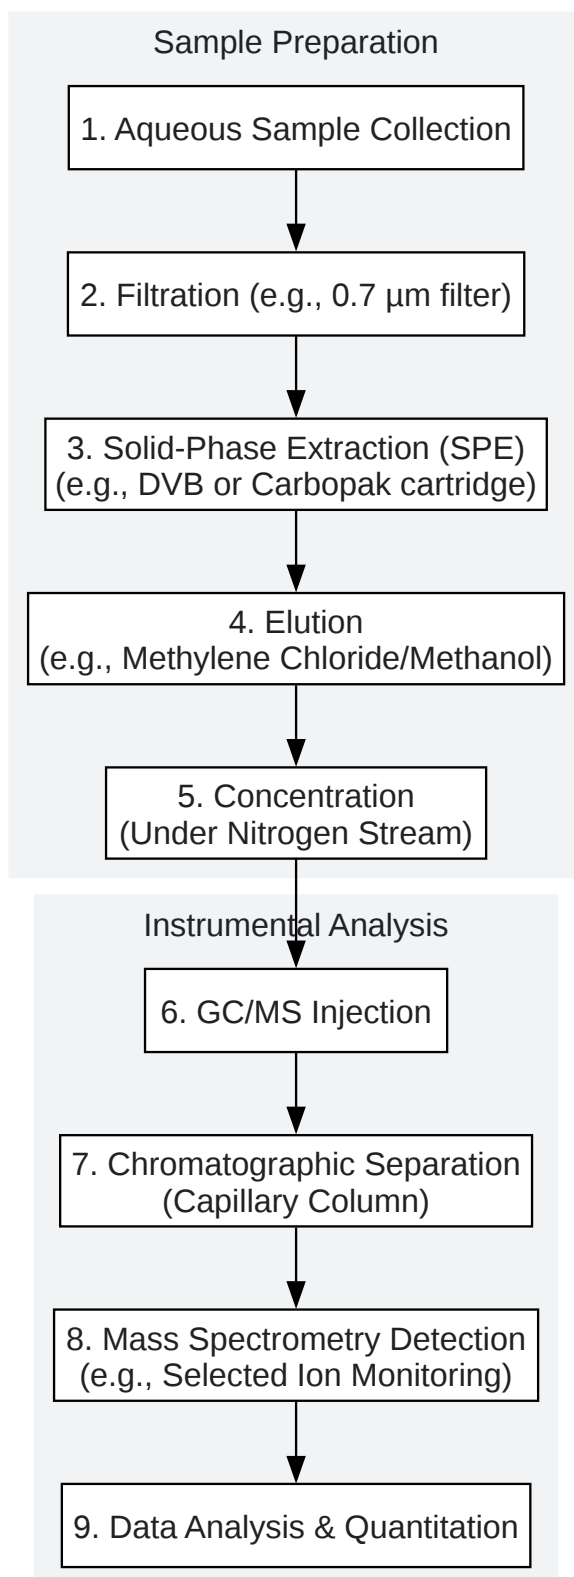 Sample Preparation
1. Aqueous Sample Collection
2. Filtration (e.g., 0.7 µm filter)
3. Solid-Phase Extraction (SPE)
(e.g., DVB or Carbopak cartridge)
4. Elution
(e.g., Methylene Chloride/Methanol)
5. Concentration
(Under Nitrogen Stream)
Instrumental Analysis
6. GC/MS Injection
7. Chromatographic Separation
(Capillary Column)
8. Mass Spectrometry Detection
(e.g., Selected Ion Monitoring)
9. Data Analysis & Quantitation